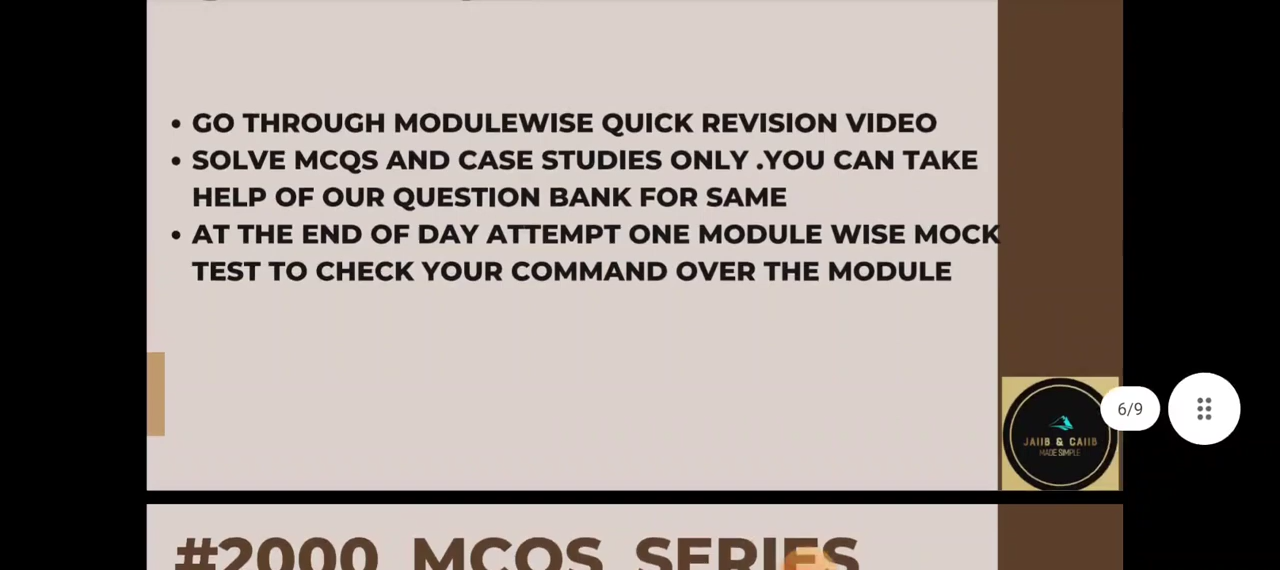 • GO THROUGH MODULEWISE QUICK REVISION VIDEO
• SOLVE MCQS AND CASE STUDIES ONLY .YOU CAN TAKE
HELP OF OUR QUESTION BANK FOR SAME
• AT THE END OF DAY ATTEMPT ONE MODULE WISE MOCK
TEST TO CHECK YOUR COMMAND OVER THE MODULE
6/9
JAIIB & CAIIB
MADE SIMPLE
#2000 MCQS SERIES